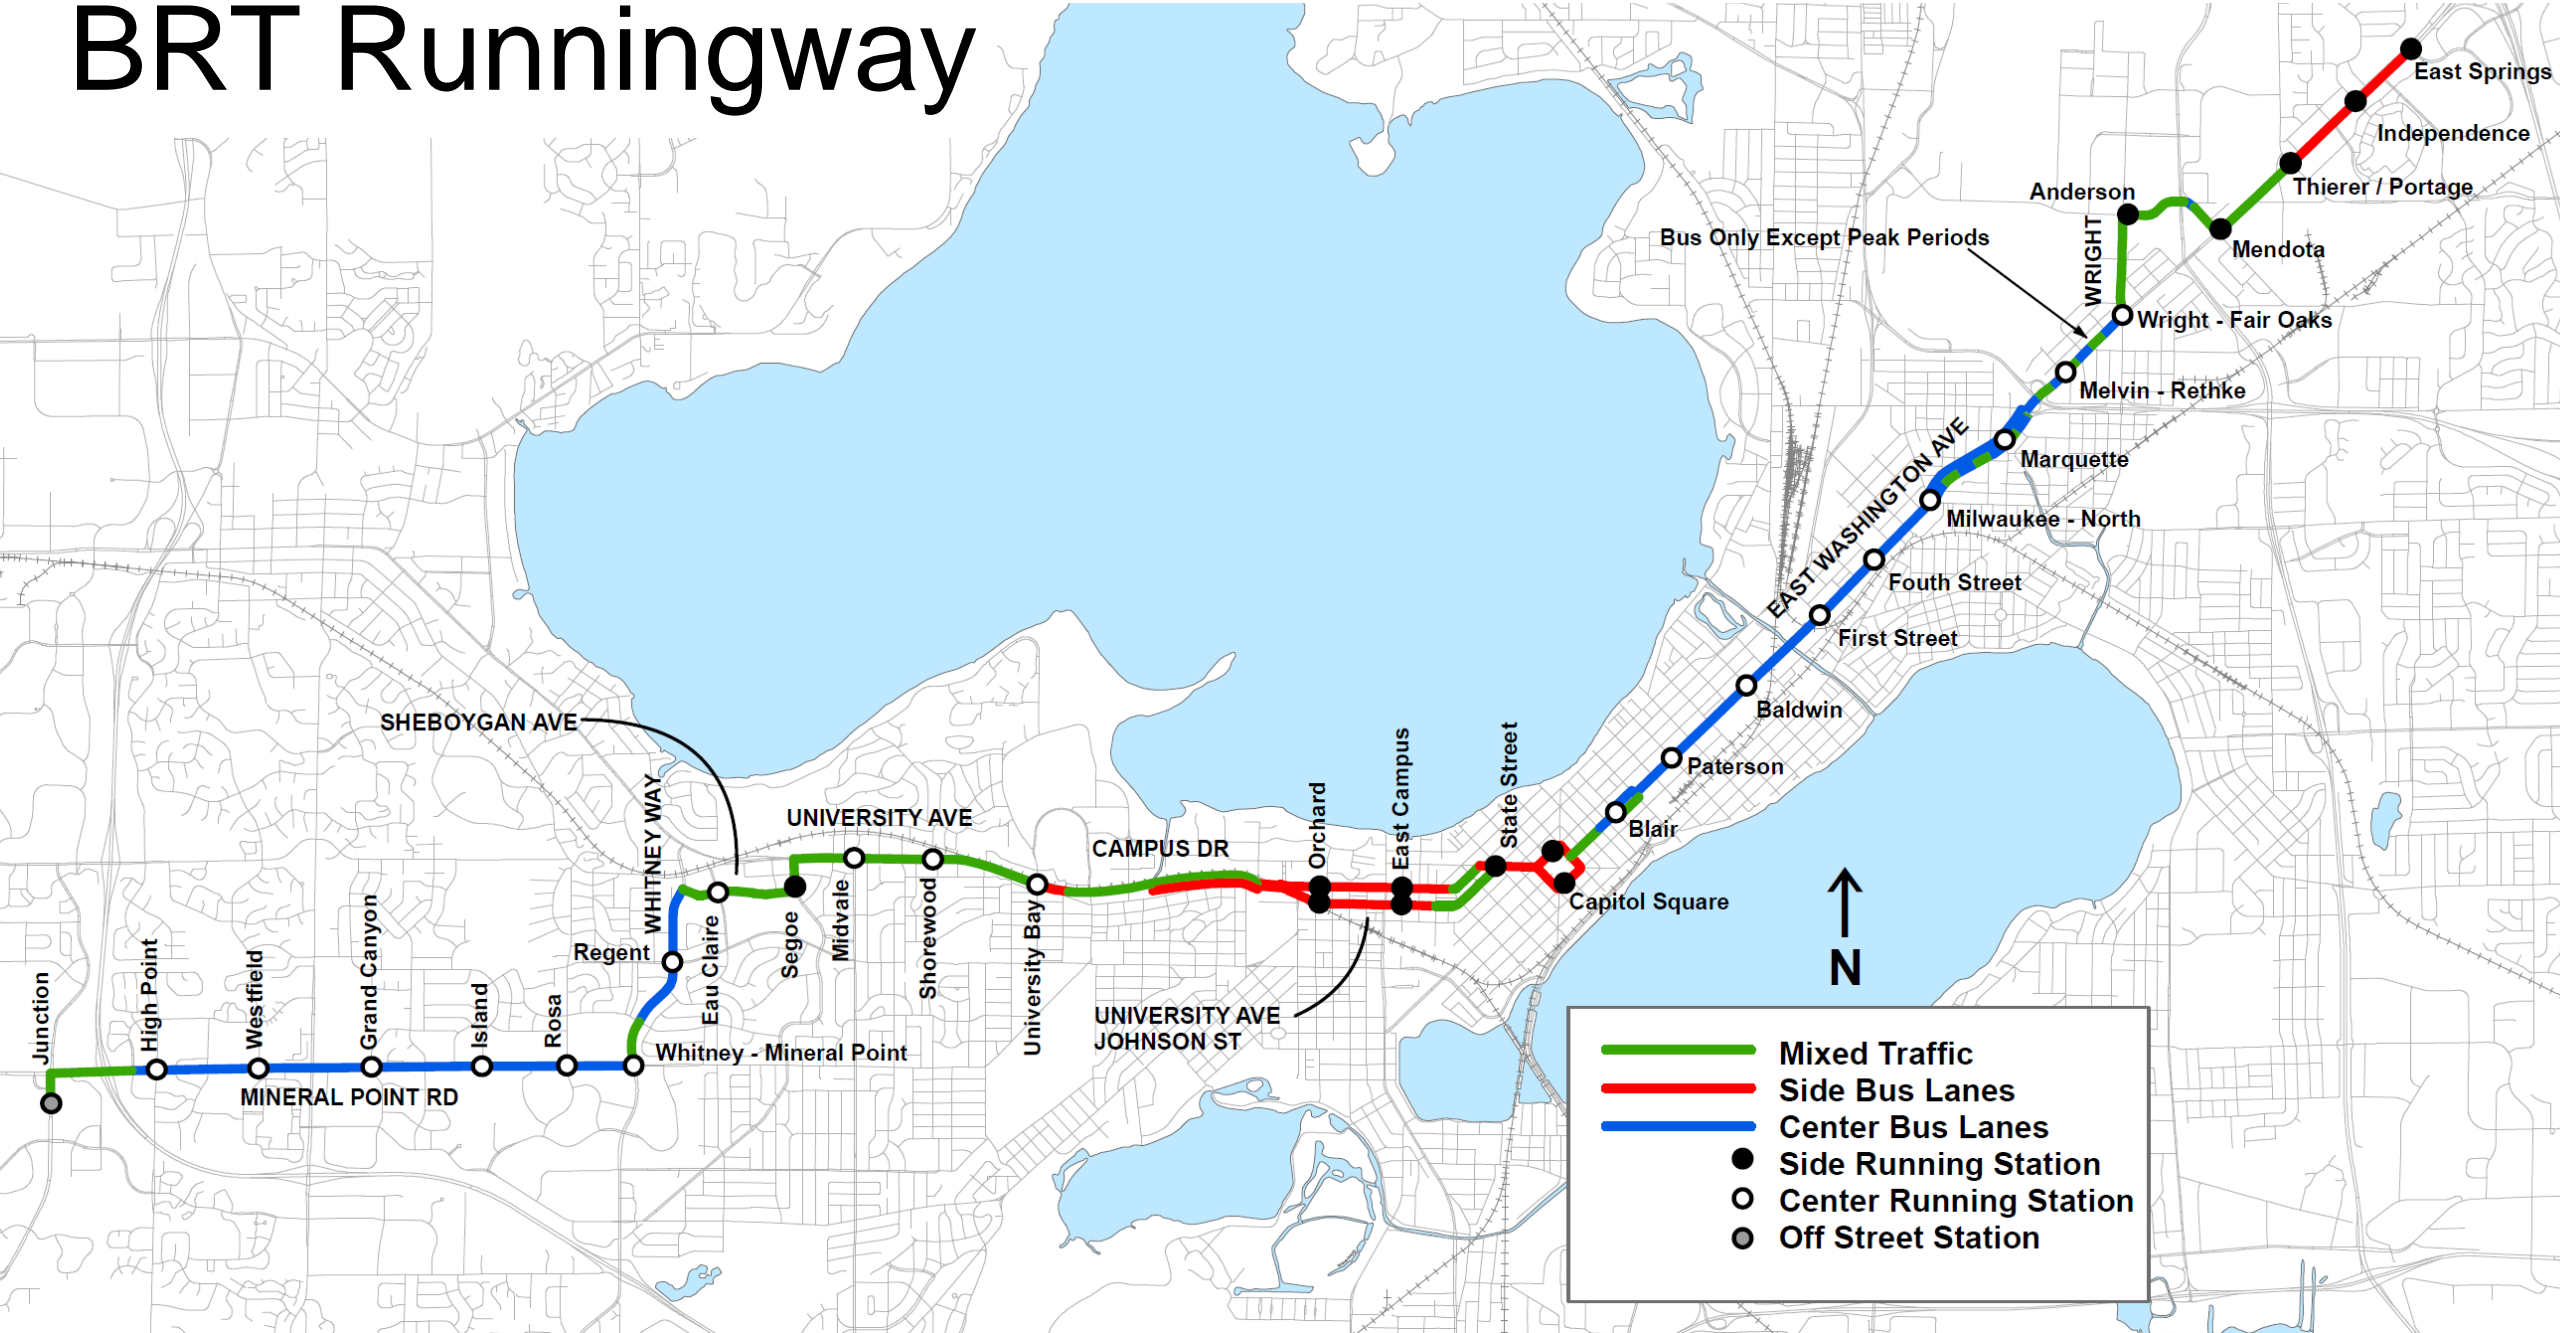 BRT Runningway
East Springs
Independence
Thierer / Portage
Anderson
Mendota
WRIGHT
Bus Only Except Peak Periods
Wright - Fair Oaks
Melvin - Rethke
Marquette
EAST WASHINGTON AVE
Milwaukee - North
Fouth Street
First Street
Baldwin
Paterson
Blair
State Street
Capitol Square
East Campus
Orchard
CAMPUS DR
UNIVERSITY AVE
JOHNSON ST
University Bay
UNIVERSITY AVE
Shorewood
Midvale
Segoe
SHEBOYGAN AVE
Eau Claire
WHITNEY WAY
Regent
Whitney - Mineral Point
Rosa
Island
Grand Canyon
Westfield
High Point
Junction
MINERAL POINT RD
N
Mixed Traffic
Side Bus Lanes
Center Bus Lanes
Side Running Station
Center Running Station
Off Street Station